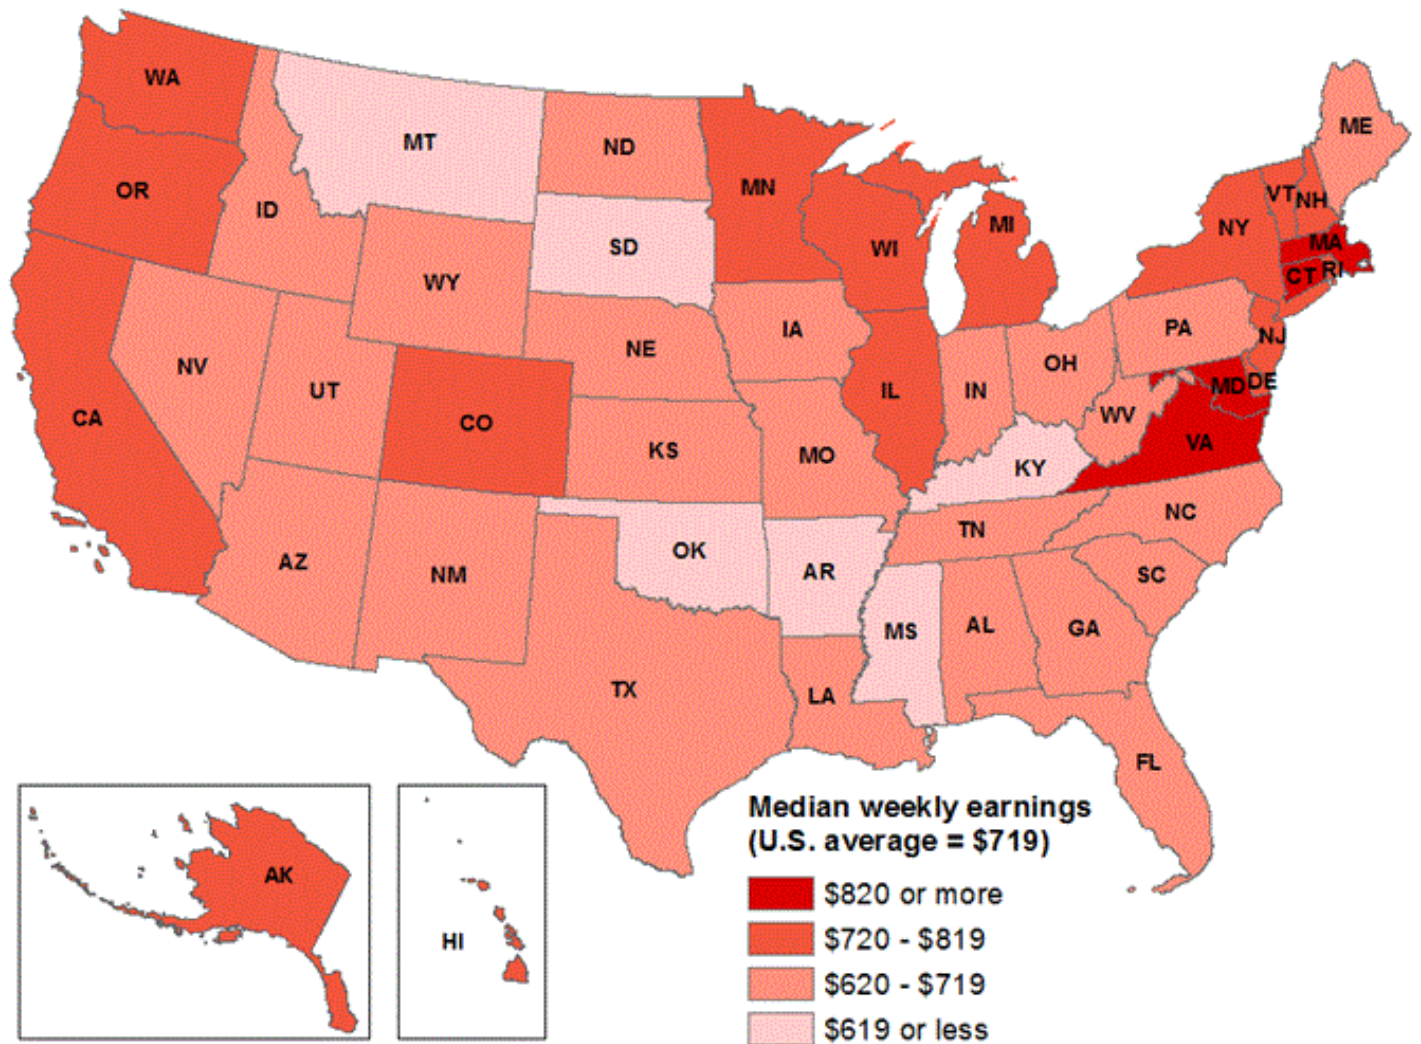 WA
MT
ND
ME
OR
ID
MN
VT
NH
SD
WI
MI
NY
MA
WY
CT
RI
IA
PA
NJ
NV
UT
NE
OH
CA
CO
IL
IN
MD
DE
WV
KS
MO
KY
VA
AZ
NM
OK
AR
TN
NC
SC
MS
AL
GA
TX
LA
FL
AK
HI
Median weekly earnings
(U.S. average = $719)
$820 or more
$720 - $819
$620 - $719
$619 or less